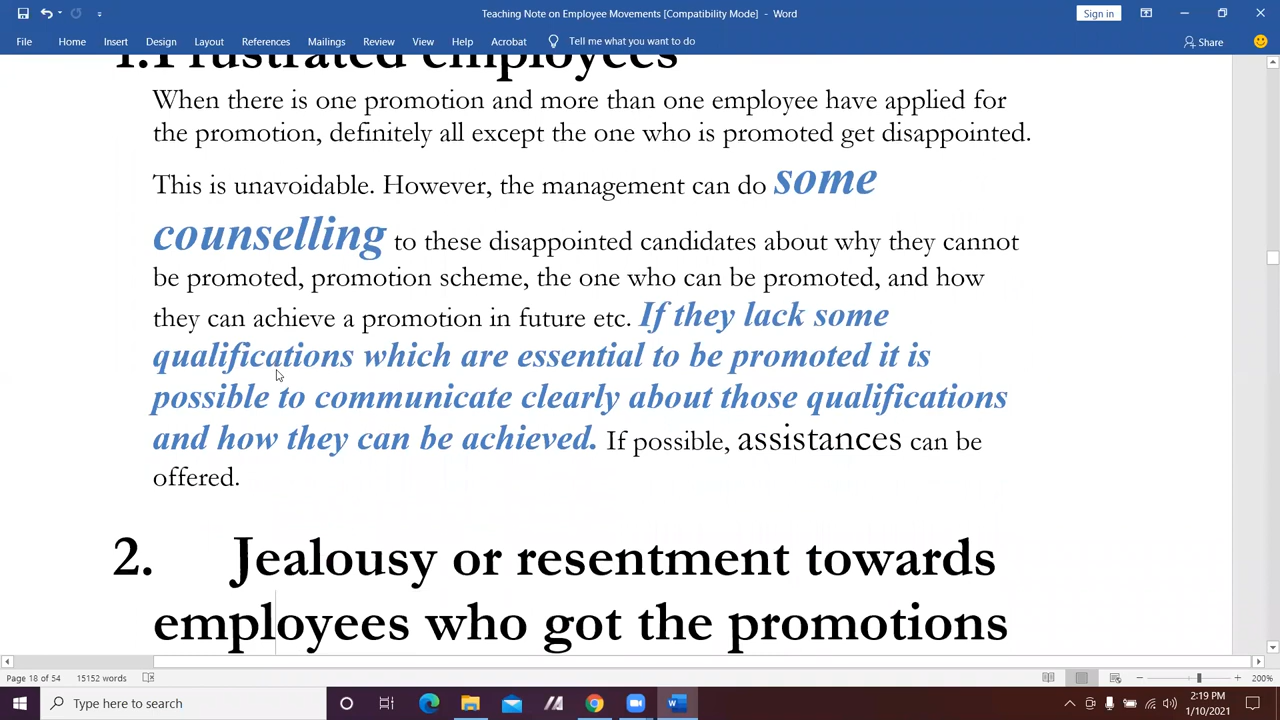 Teaching Note on Employee Movements [Compatibility Mode] - Word
Sign in
File Home Insert Design Layout References Mailings Review View Help Acrobat Tell me what you want to do Share
1.Frustrated employees
When there is one promotion and more than one employee have applied for
the promotion, definitely all except the one who is promoted get disappointed.
This is unavoidable. However, the management can do some
counselling to these disappointed candidates about why they cannot
be promoted, promotion scheme, the one who can be promoted, and how
they can achieve a promotion in future etc. If they lack some
qualifications which are essential to be promoted it is
possible to communicate clearly about those qualifications
and how they can be achieved. If possible, assistances can be
offered.
2. Jealousy or resentment towards
employees who got the promotions
Page 18 of 54 15152 words 200%
Type here to search
2:19 PM
1/10/2021